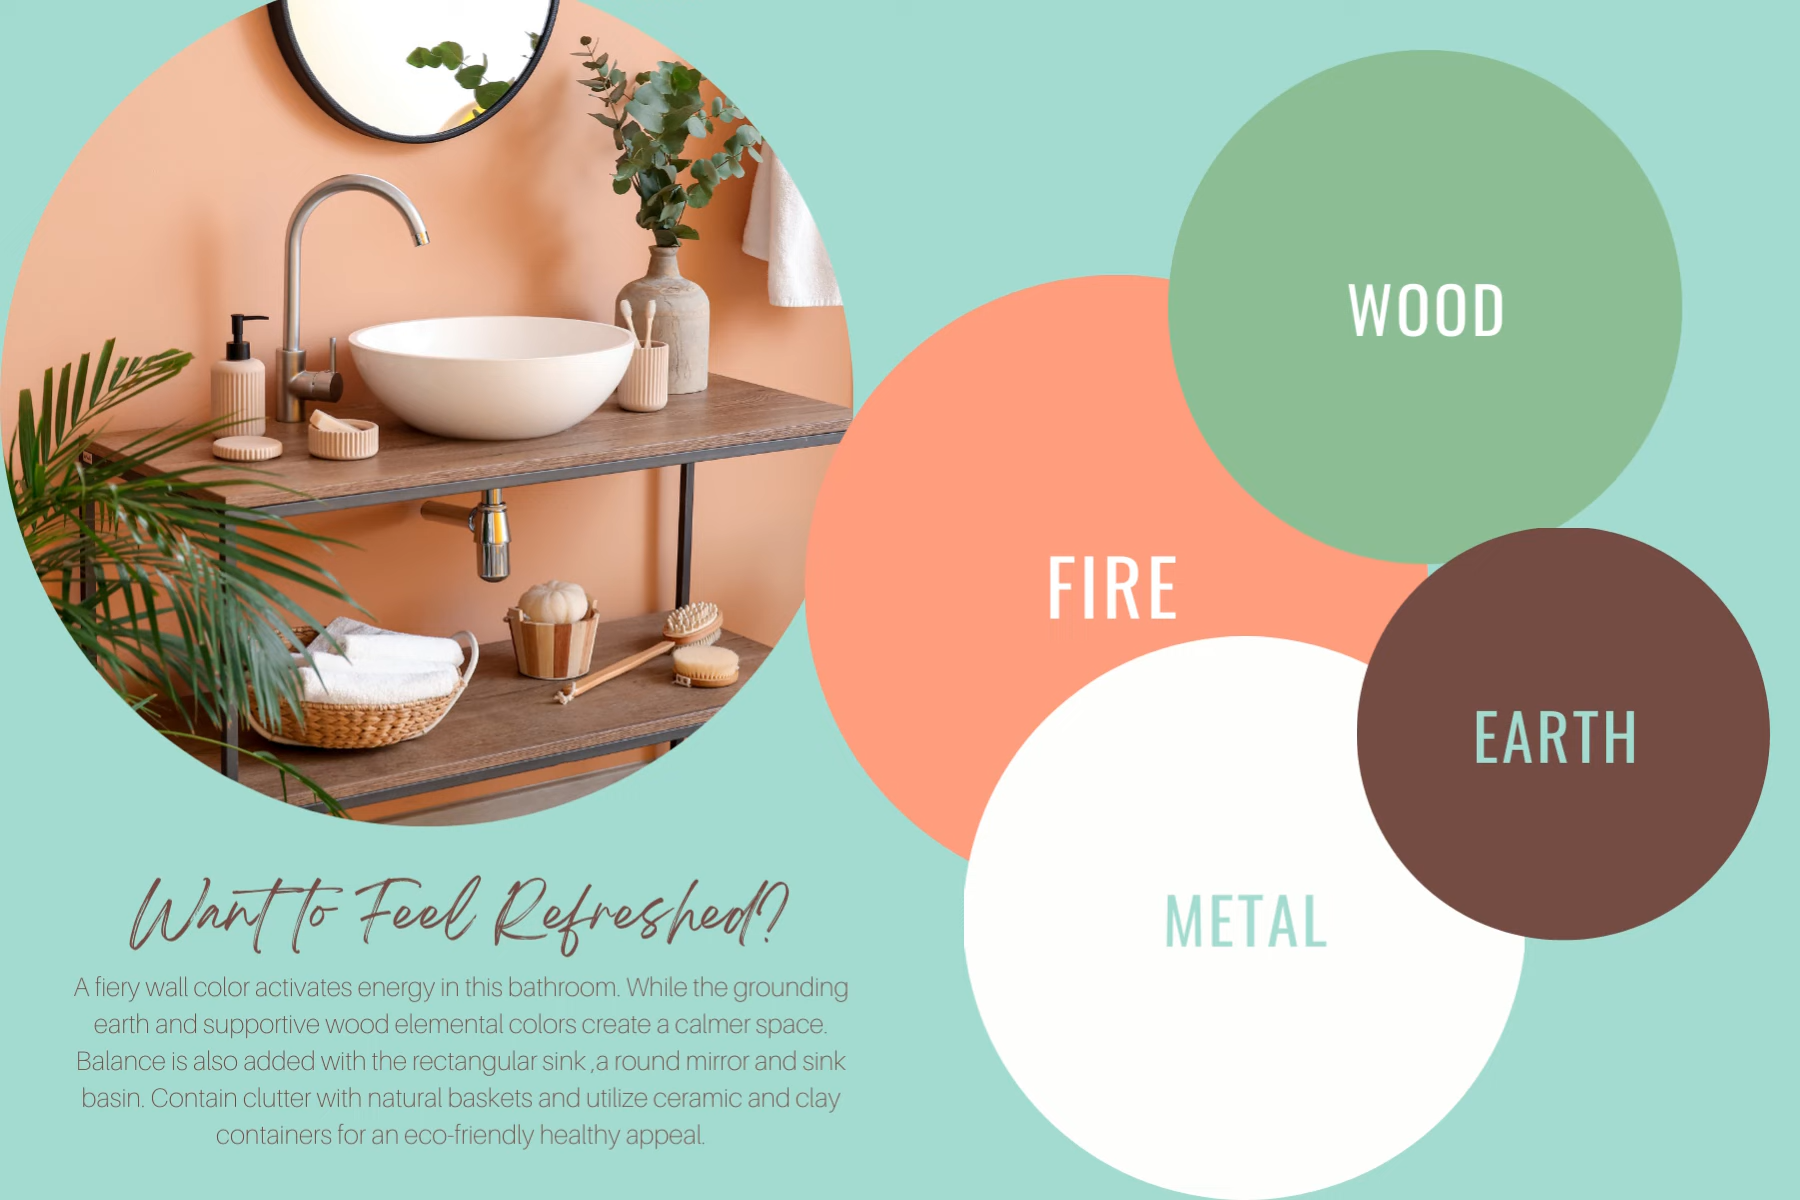 WOOD
FIRE
EARTH
METAL
Want to Feel Refreshed?
A fiery wall color activates energy in this bathroom. While the grounding
earth and supportive wood elemental colors create a calmer space.
Balance is also added with the rectangular sink ,a round mirror and sink
basin. Contain clutter with natural baskets and utilize ceramic and clay
containers for an eco-friendly healthy appeal.